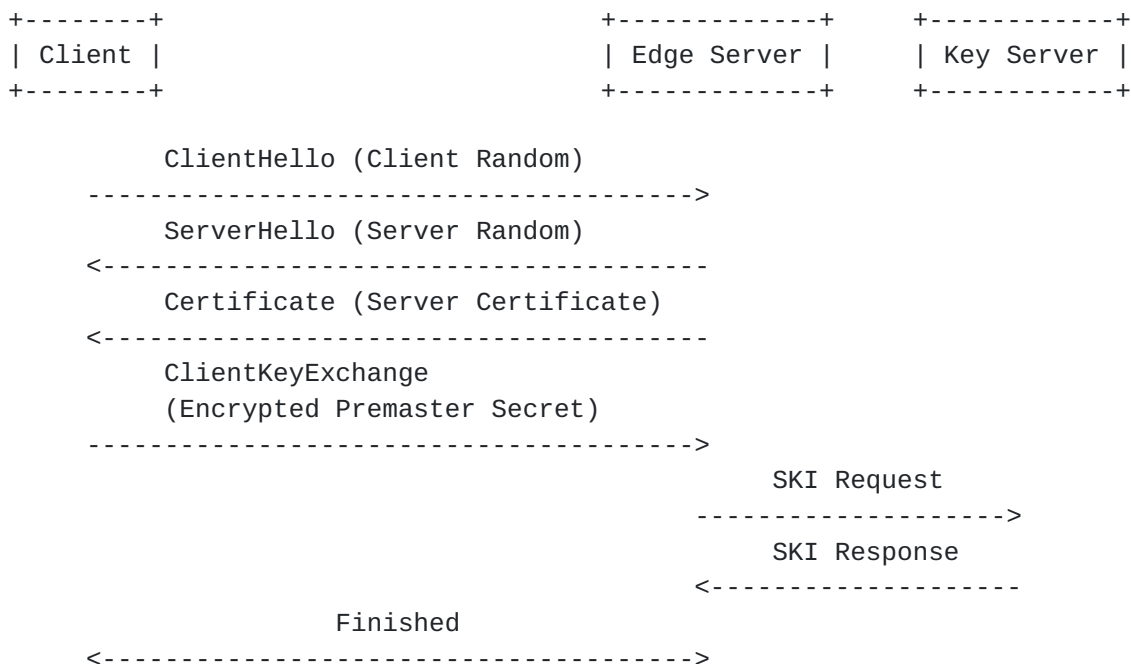 +--------+                            +-------------+     +------------+
| Client |                            | Edge Server |     | Key Server |
+--------+                            +-------------+     +------------+
ClientHello (Client Random)
--------------------------------------->
ServerHello (Server Random)
<---------------------------------------
Certificate (Server Certificate)
<---------------------------------------
ClientKeyExchange
(Encrypted Premaster Secret)
--------------------------------------->
SKI Request
-------------------->
SKI Response
<--------------------
Finished
<-------------------------------------->